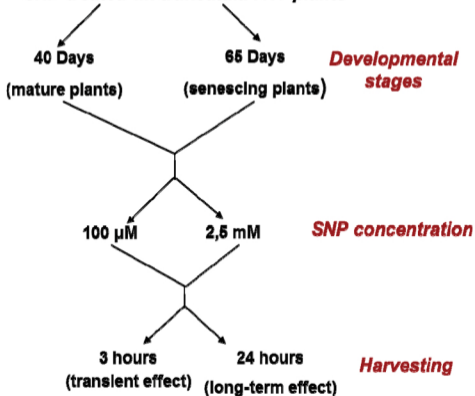 40 Days
65 Days
Developmental
stages
(mature plants)
(senescing plants)
100 µM
2,5 mM
SNP concentration
3 hours
24 hours
Harvesting
(transient effect)
(long-term effect)